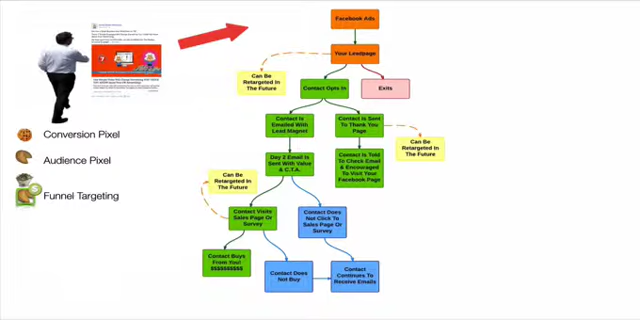 Facebook Ads
Your Leadpage
Can Be
Retargeted In
The Future
Contact Opts In
Exits
Contact Is
Emailed With
Lead Magnet
Contact Is Sent
To Thank You
Page
Can Be
Retargeted In
The Future
Conversion Pixel
Audience Pixel
Funnel Targeting
Day 2 Email Is
Sent With Value
& C.T.A.
Contact Is Told
To Check Email
& Encouraged
To Visit Your
Facebook Page
Can Be
Retargeted In
The Future
Contact Visits
Sales Page Or
Survey
Contact Does
Not Click To
Sales Page Or
Survey
Contact Buys
From You!
Contact Does
Not Buy
Contact
Continues To
Receive Emails